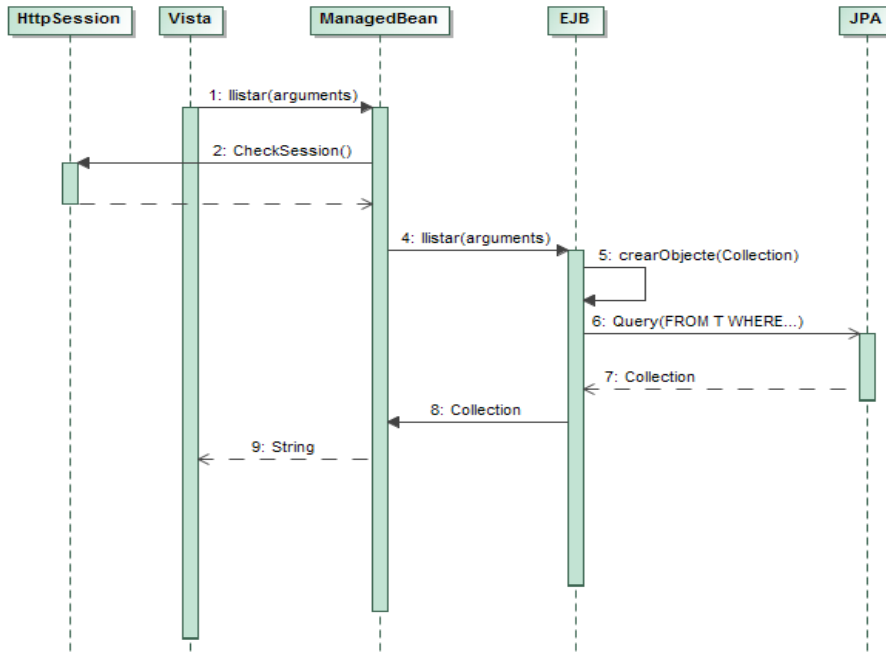 HttpSession
Vista
ManagedBean
EJB
JPA
1: llistar(arguments)
2: CheckSession()
4: llistar(arguments)
5: crearObjecte(Collection)
6: Query(FROM T WHERE...)
7: Collection
8: Collection
9: String